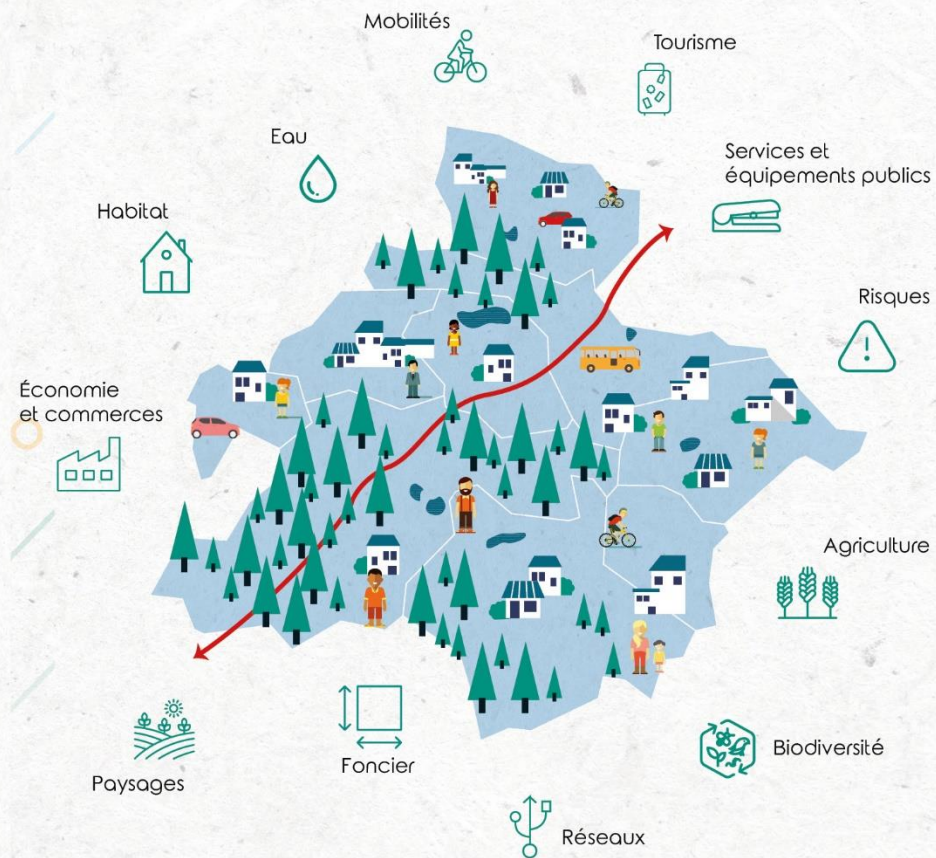 Mobilités
Tourisme
Eau
Services et
équipements publics
Habitat
Risques
Économie
et commerces
Agriculture
Paysages
Foncier
Biodiversité
Réseaux